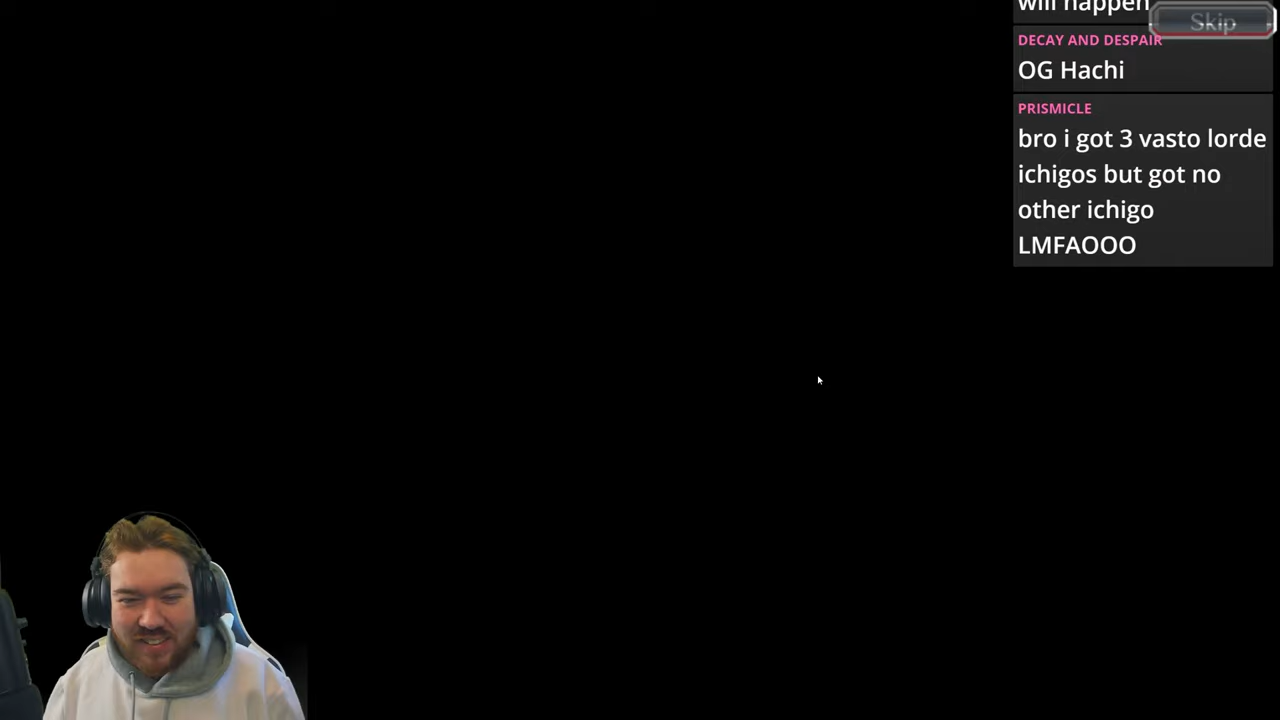 will happen
Skip
DECAY AND DESPAIR
OG Hachi
PRISMICLE
bro i got 3 vasto lorde
ichigos but got no
other ichigo
LMFAOOO